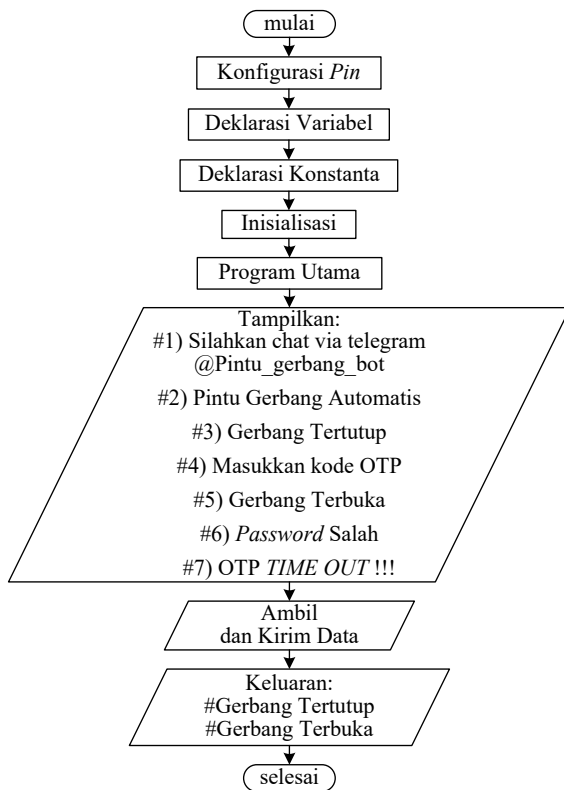 mulai
Konfigurasi Pin
Deklarasi Variabel
Deklarasi Konstanta
Inisialisasi
Program Utama
Tampilkan:
#1) Silahkan chat via telegram
@Pintu_gerbang_bot
#2) Pintu Gerbang Automatis
#3) Gerbang Tertutup
#4) Masukkan kode OTP
#5) Gerbang Terbuka
#6) Password Salah
#7) OTP TIME OUT !!!
Ambil
dan Kirim Data
Keluaran:
#Gerbang Tertutup
#Gerbang Terbuka
selesai